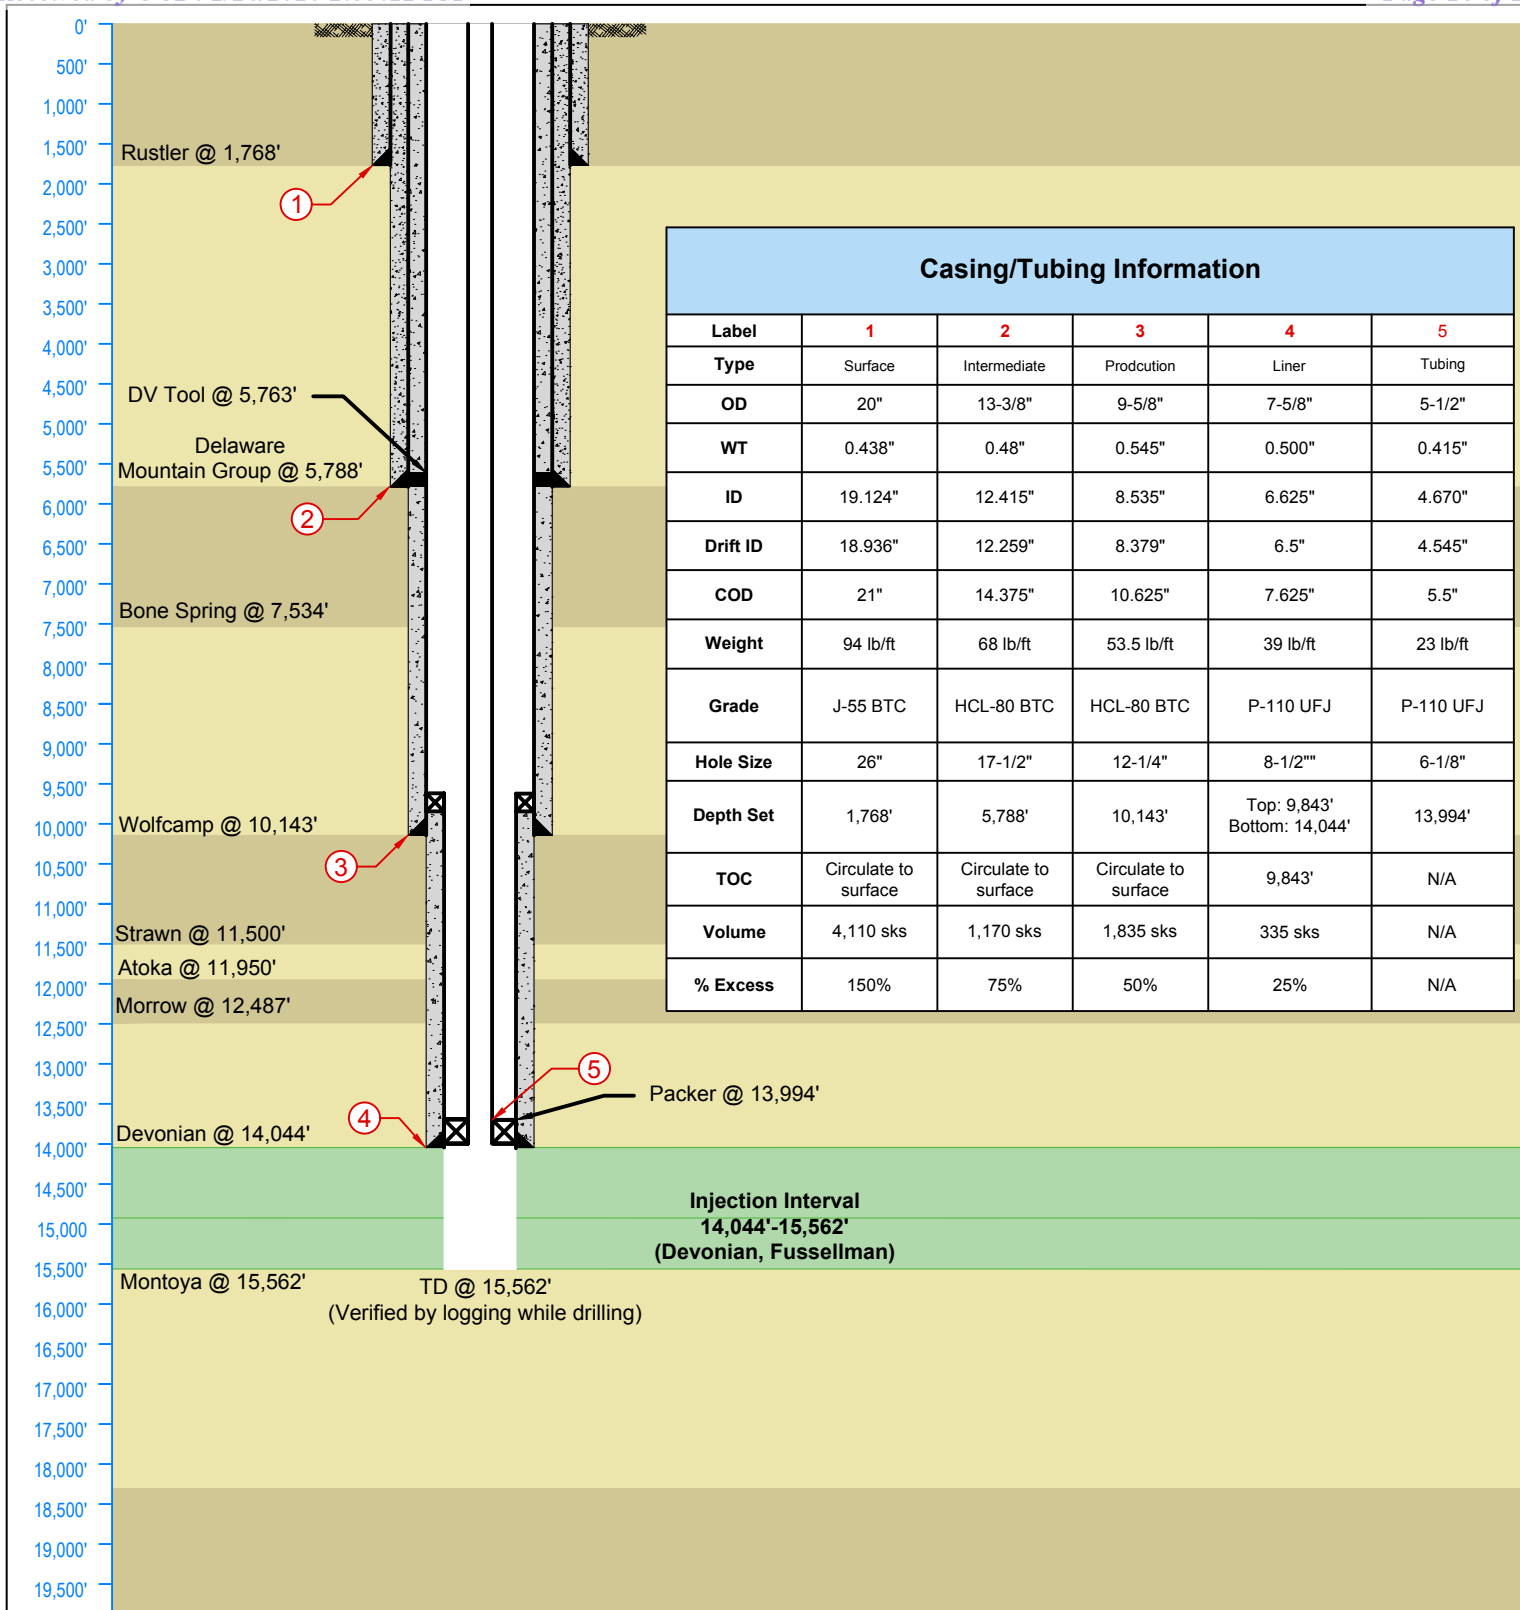 0'
500'
1,000'
1,500'
2,000'
2,500'
3,000'
3,500'
4,000'
4,500'
5,000'
5,500'
6,000'
6,500'
7,000'
7,500'
8,000'
8,500'
9,000'
9,500'
10,000'
10,500'
11,000'
11,500'
12,000'
12,500'
13,000'
13,500'
14,000'
14,500'
15,000
15,500'
16,000'
16,500'
17,000'
17,500'
18,000'
18,500'
19,000'
19,500'
Rustler @ 1,768'
1
DV Tool @ 5,763'
Delaware
Mountain Group @ 5,788'
2
Bone Spring @ 7,534'
Wolfcamp @ 10,143'
3
Strawn @ 11,500'
Atoka @ 11,950'
Morrow @ 12,487'
5
Packer @ 13,994'
4
Devonian @ 14,044'
Injection Interval
14,044'-15,562'
(Devonian, Fussellman)
Montoya @ 15,562'
TD @ 15,562'
(Verified by logging while drilling)
Casing/Tubing Information
Label 1 2 3 4 5
Type Surface Intermediate Prodcution Liner Tubing
OD 20" 13-3/8" 9-5/8" 7-5/8" 5-1/2"
WT 0.438" 0.48" 0.545" 0.500" 0.415"
ID 19.124" 12.415" 8.535" 6.625" 4.670"
Drift ID 18.936" 12.259" 8.379" 6.5" 4.545"
COD 21" 14.375" 10.625" 7.625" 5.5"
Weight 94 lb/ft 68 lb/ft 53.5 lb/ft 39 lb/ft 23 lb/ft
Grade J-55 BTC HCL-80 BTC HCL-80 BTC P-110 UFJ P-110 UFJ
Hole Size 26" 17-1/2" 12-1/4" 8-1/2"" 6-1/8"
Depth Set 1,768' 5,788' 10,143' Top: 9,843' Bottom: 14,044' 13,994'
TOC Circulate to surface Circulate to surface Circulate to surface 9,843' N/A
Volume 4,110 sks 1,170 sks 1,835 sks 335 sks N/A
% Excess 150% 75% 50% 25% N/A